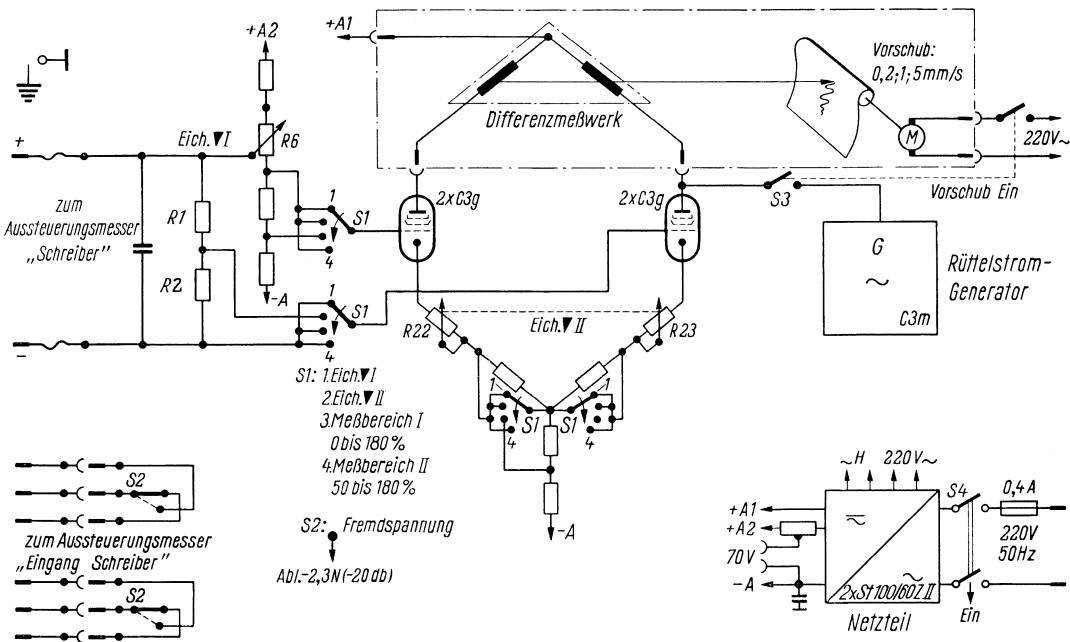 +A2
+A1
Vorschub:
0,2;1;5mm/s
Eich.▼I
R6
Differenzmeßwerk
M
220V~
+
2xC3g
2xC3g
S3
Vorschub Ein
zum
Aussteuerungsmesser
„Schreiber"
R1
1
S1
4
G
~
C3m
Rüttelstrom-
Generator
R2
-A
1
S1
4
-
R22
Eich.▼II
R23
S1: 1.Eich.▼I
2.Eich.▼II
3.Meßbereich I
0 bis 180%
4.Meßbereich II
50 bis 180%
1
S1
4
1
S1
4
-A
S2: Fremdspannung
Abl.-2,3N(-20db)
S2
zum Aussteuerungsmesser
„Eingang Schreiber"
S2
~H
220V~
+A1
+A2
70V
-A
S4
0,4A
220V
50Hz
2xSt100/60Z II
Netzteil
Ein